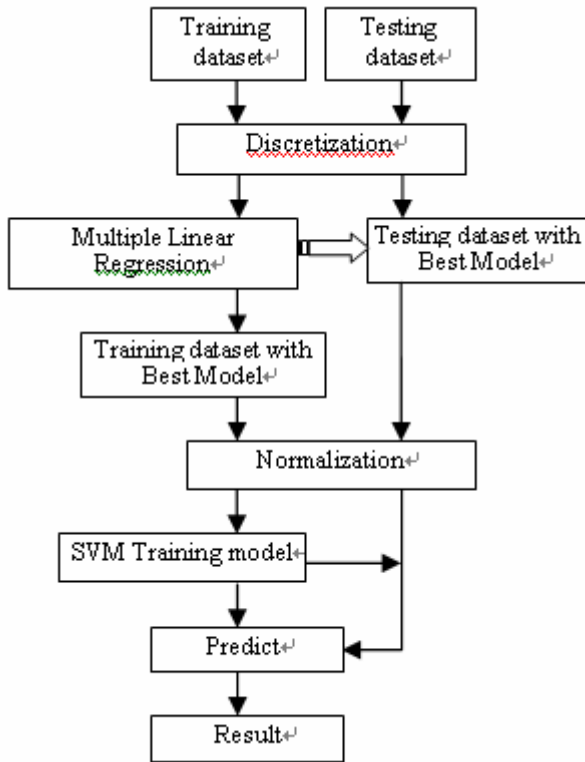 Training
dataset↵
Testing
dataset↵
Discretization↵
Multiple Linear
Regression↵
Testing dataset with
Best Model↵
Training dataset with
Best Model↵
Normalization↵
SVM Training model↵
Predict↵
Result↵